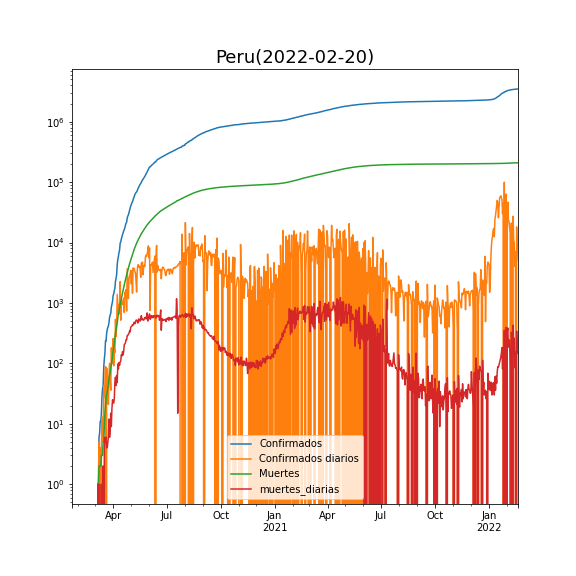 Peru(2022-02-20)
10⁶
10⁵
10⁴
10³
10²
10¹
10⁰
Confirmados
Confirmados diarios
Muertes
muertes_diarias
Apr Jul Oct Jan Apr Jul Oct Jan
2021 2022